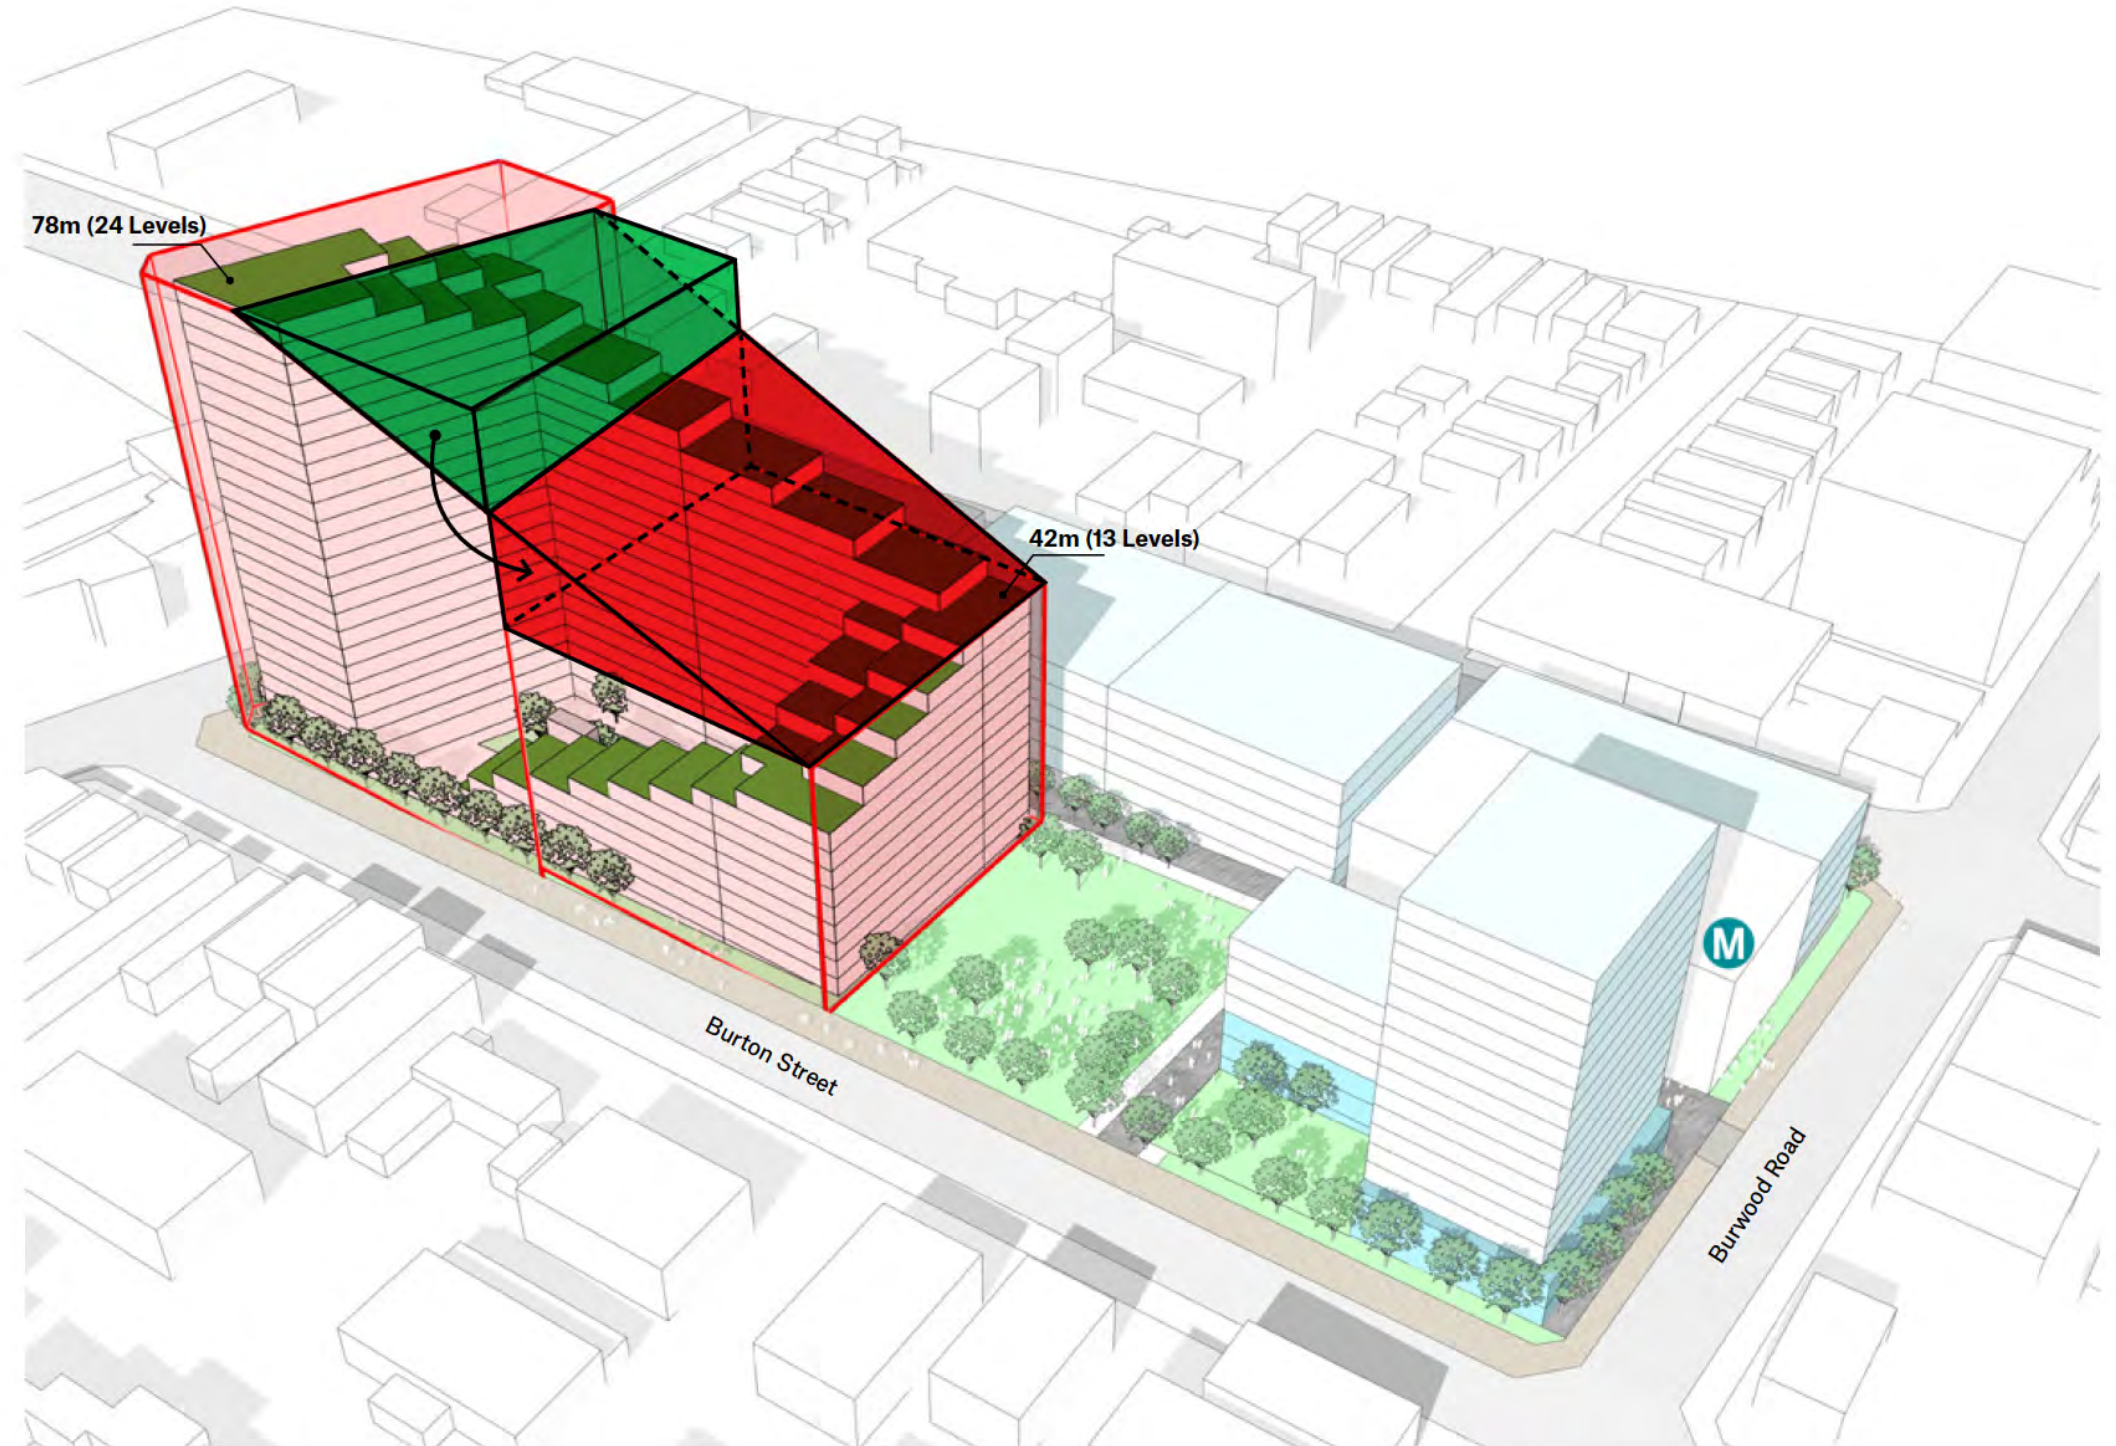 78m (24 Levels)
42m (13 Levels)
M
Burton Street
Burwood Road